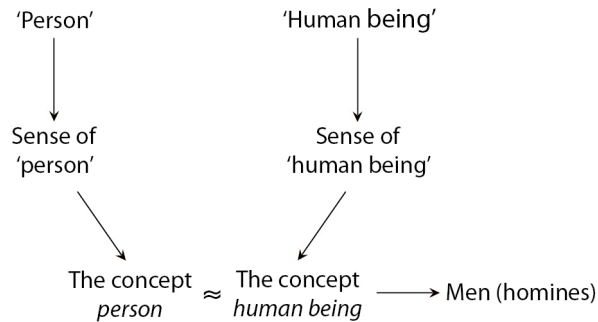 ‘Person’
‘Human being’
Sense of
‘person’
Sense of
‘human being’
The concept
person
≈
The concept
human being
Men (homines)